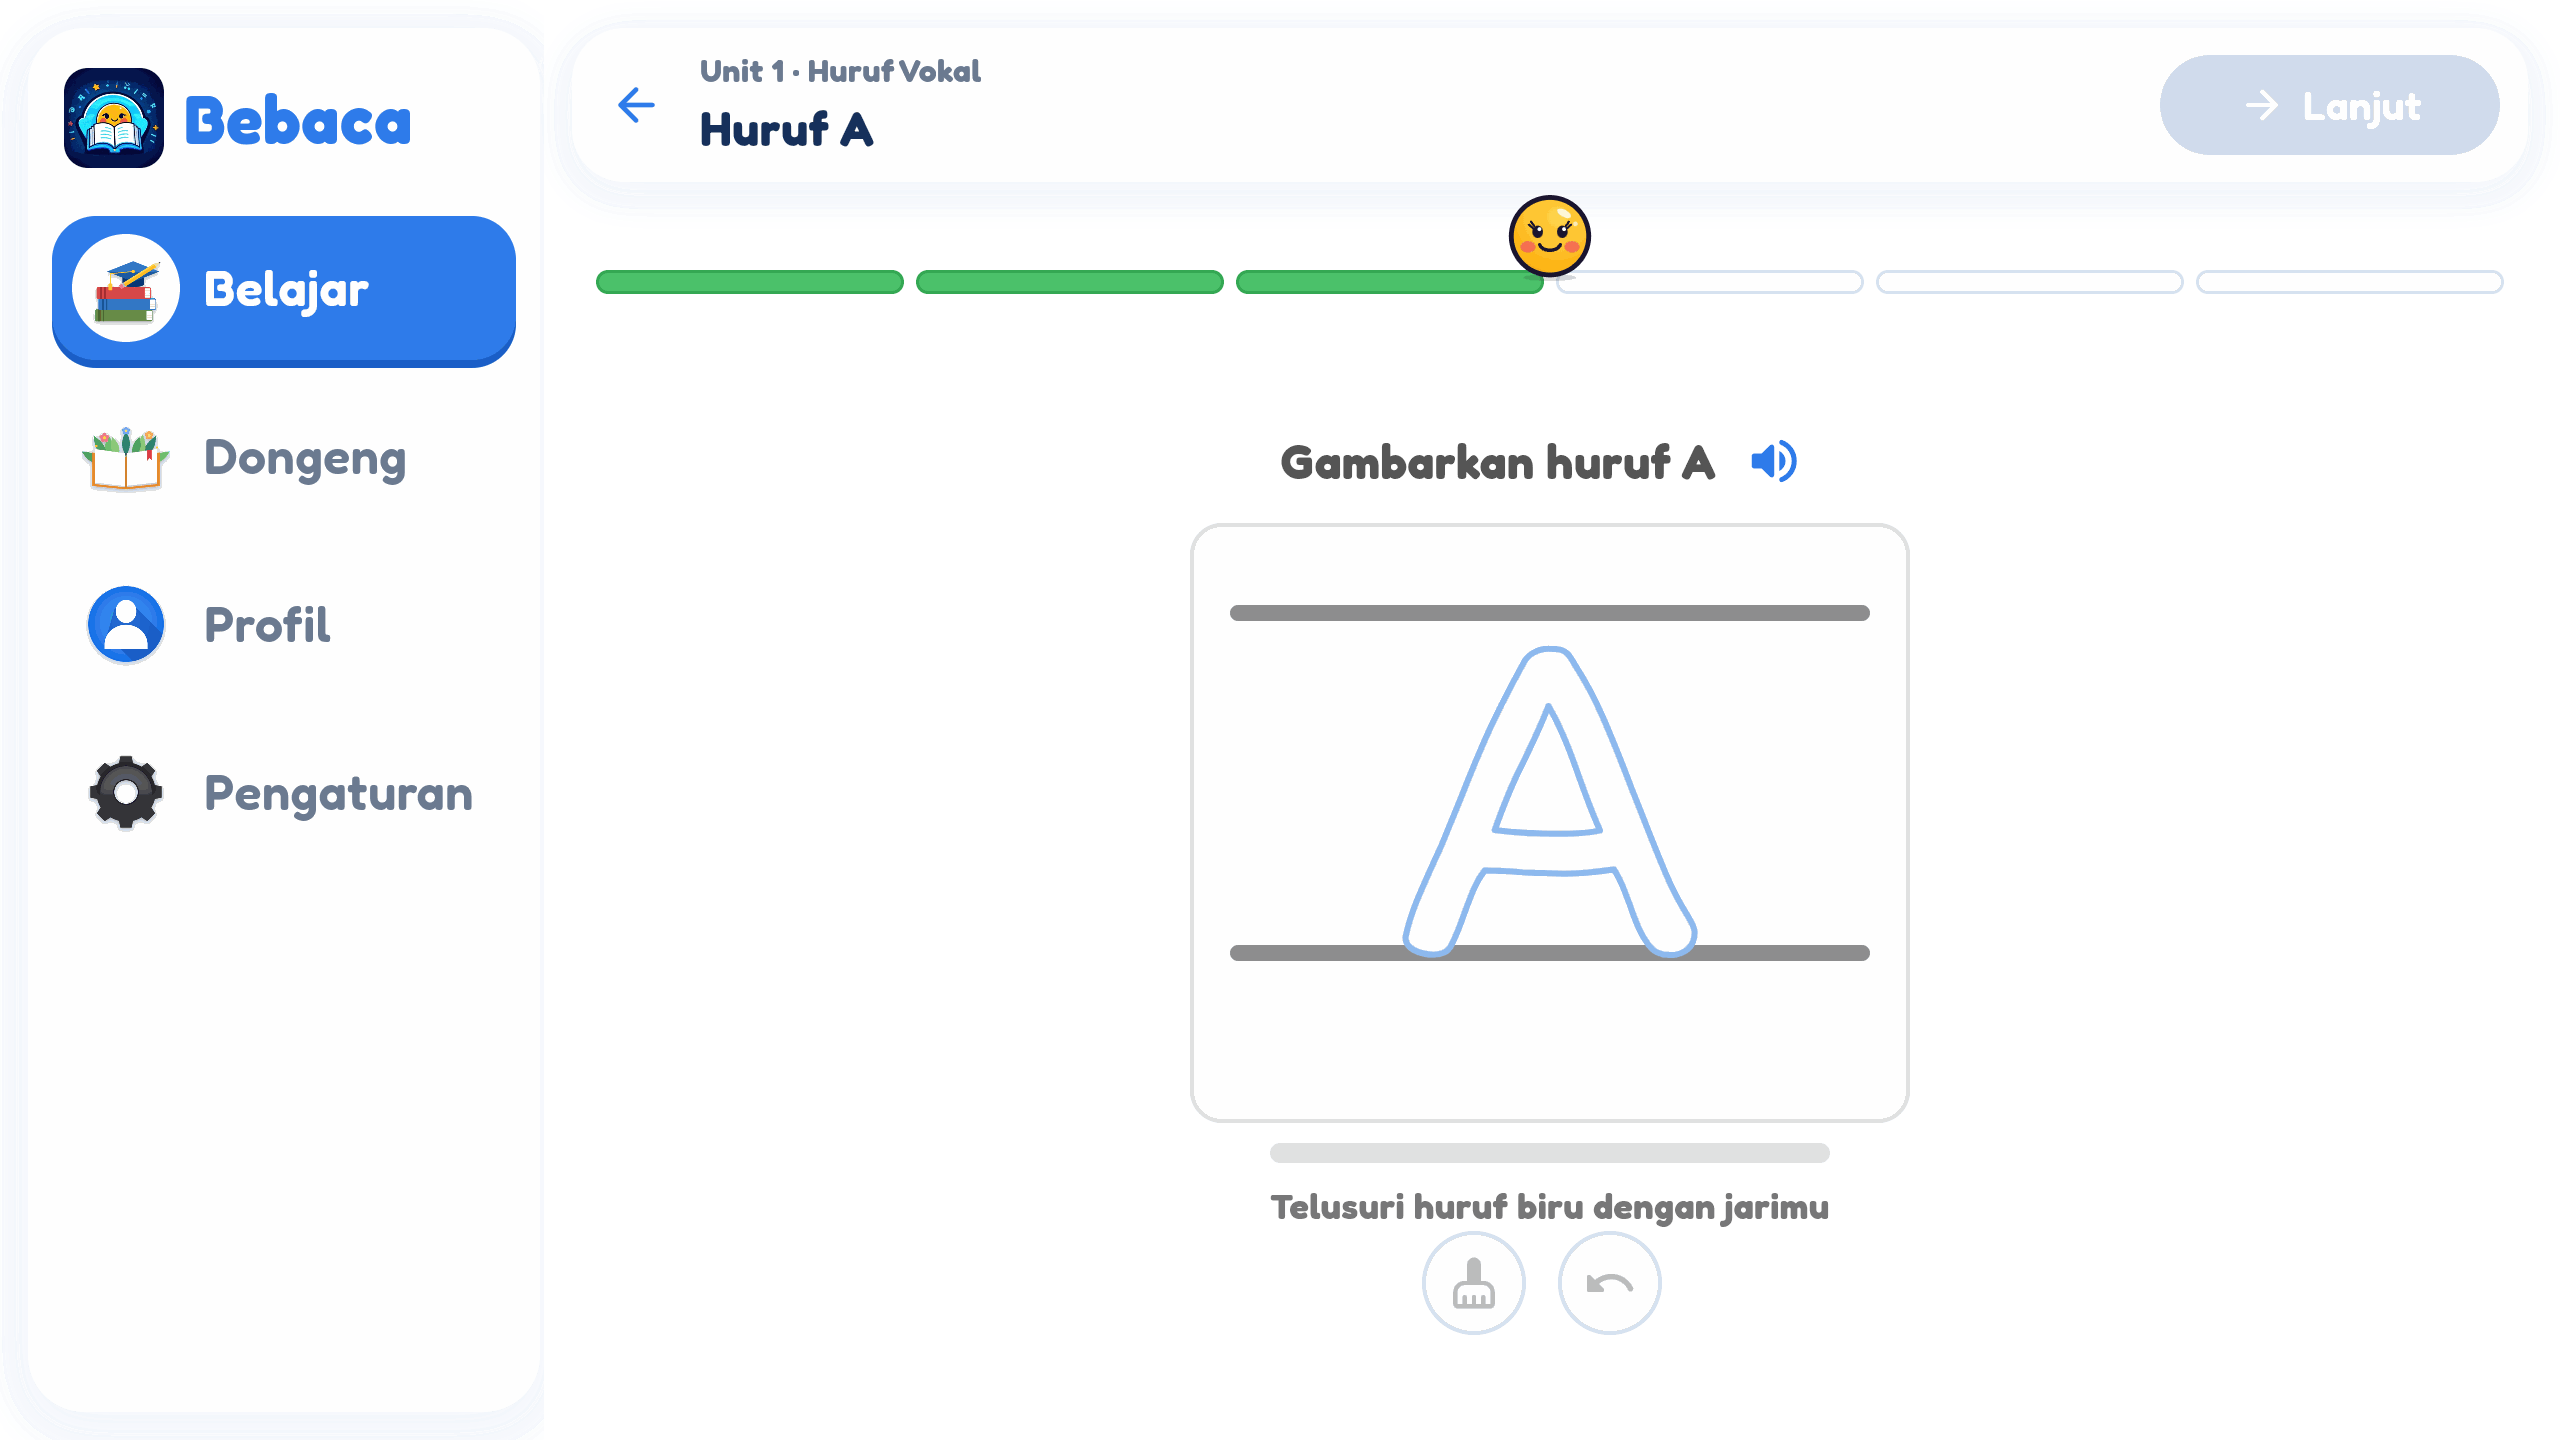 Bebaca
Belajar
Dongeng
Profil
Pengaturan
Unit 1 · Huruf Vokal
Huruf A
Lanjut
Gambarkan huruf A
A
Telusuri huruf biru dengan jarimu